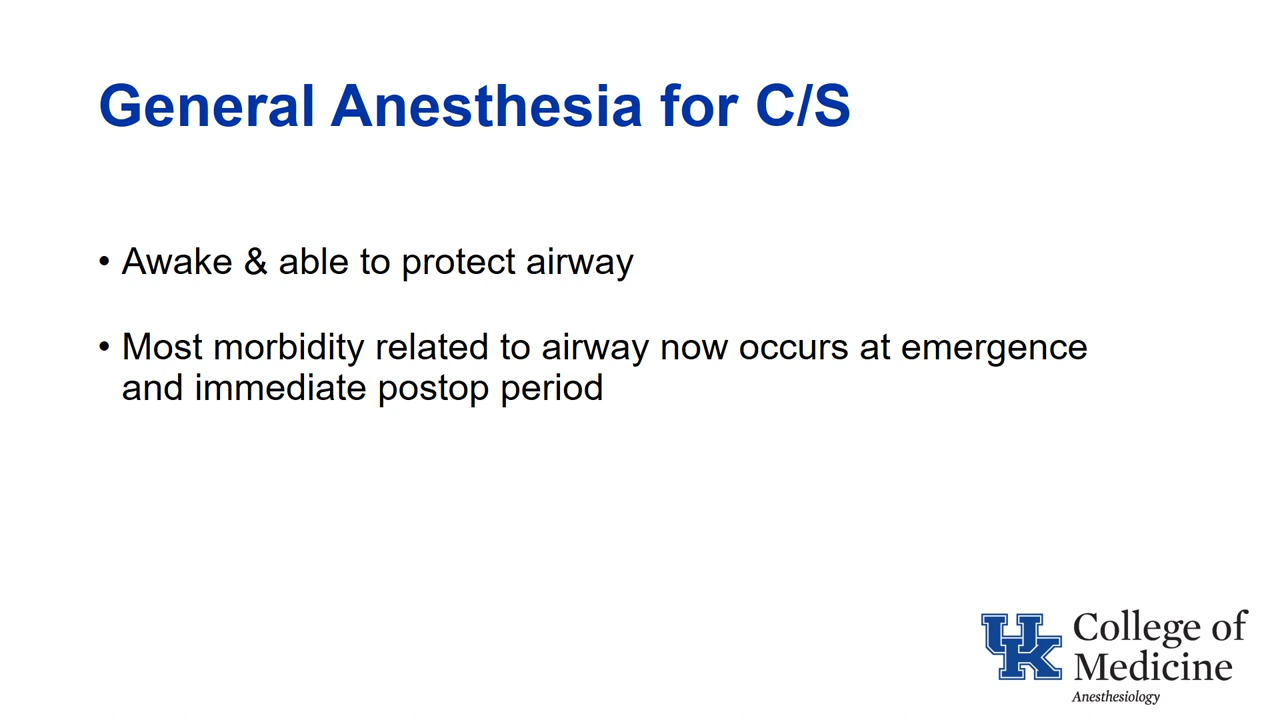 General Anesthesia for C/S
• Awake & able to protect airway
• Most morbidity related to airway now occurs at emergence
and immediate postop period
UK
College of
Medicine
Anesthesiology